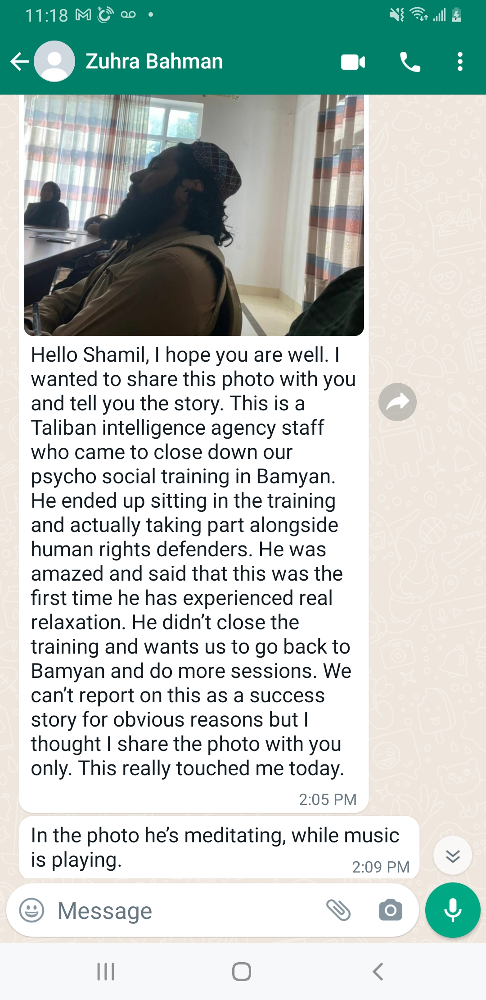 11:18
Zuhra Bahman
Hello Shamil, I hope you are well. I
wanted to share this photo with you
and tell you the story. This is a
Taliban intelligence agency staff
who came to close down our
psycho social training in Bamyan.
He ended up sitting in the training
and actually taking part alongside
human rights defenders. He was
amazed and said that this was the
first time he has experienced real
relaxation. He didn’t close the
training and wants us to go back to
Bamyan and do more sessions. We
can’t report on this as a success
story for obvious reasons but I
thought I share the photo with you
only. This really touched me today.
2:05 PM
In the photo he’s meditating, while music
is playing.
2:09 PM
Message